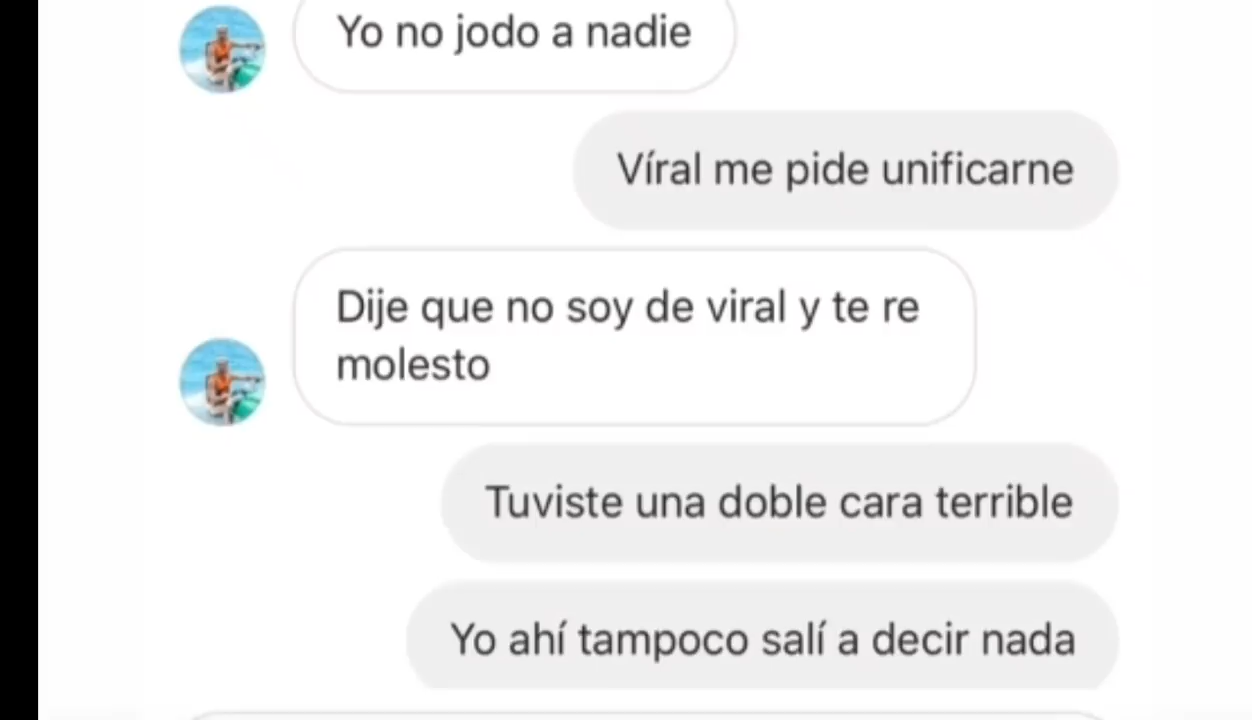 Yo no jodo a nadie
Víral me pide unificarne
Dije que no soy de viral y te re
molesto
Tuviste una doble cara terrible
Yo ahí tampoco salí a decir nada